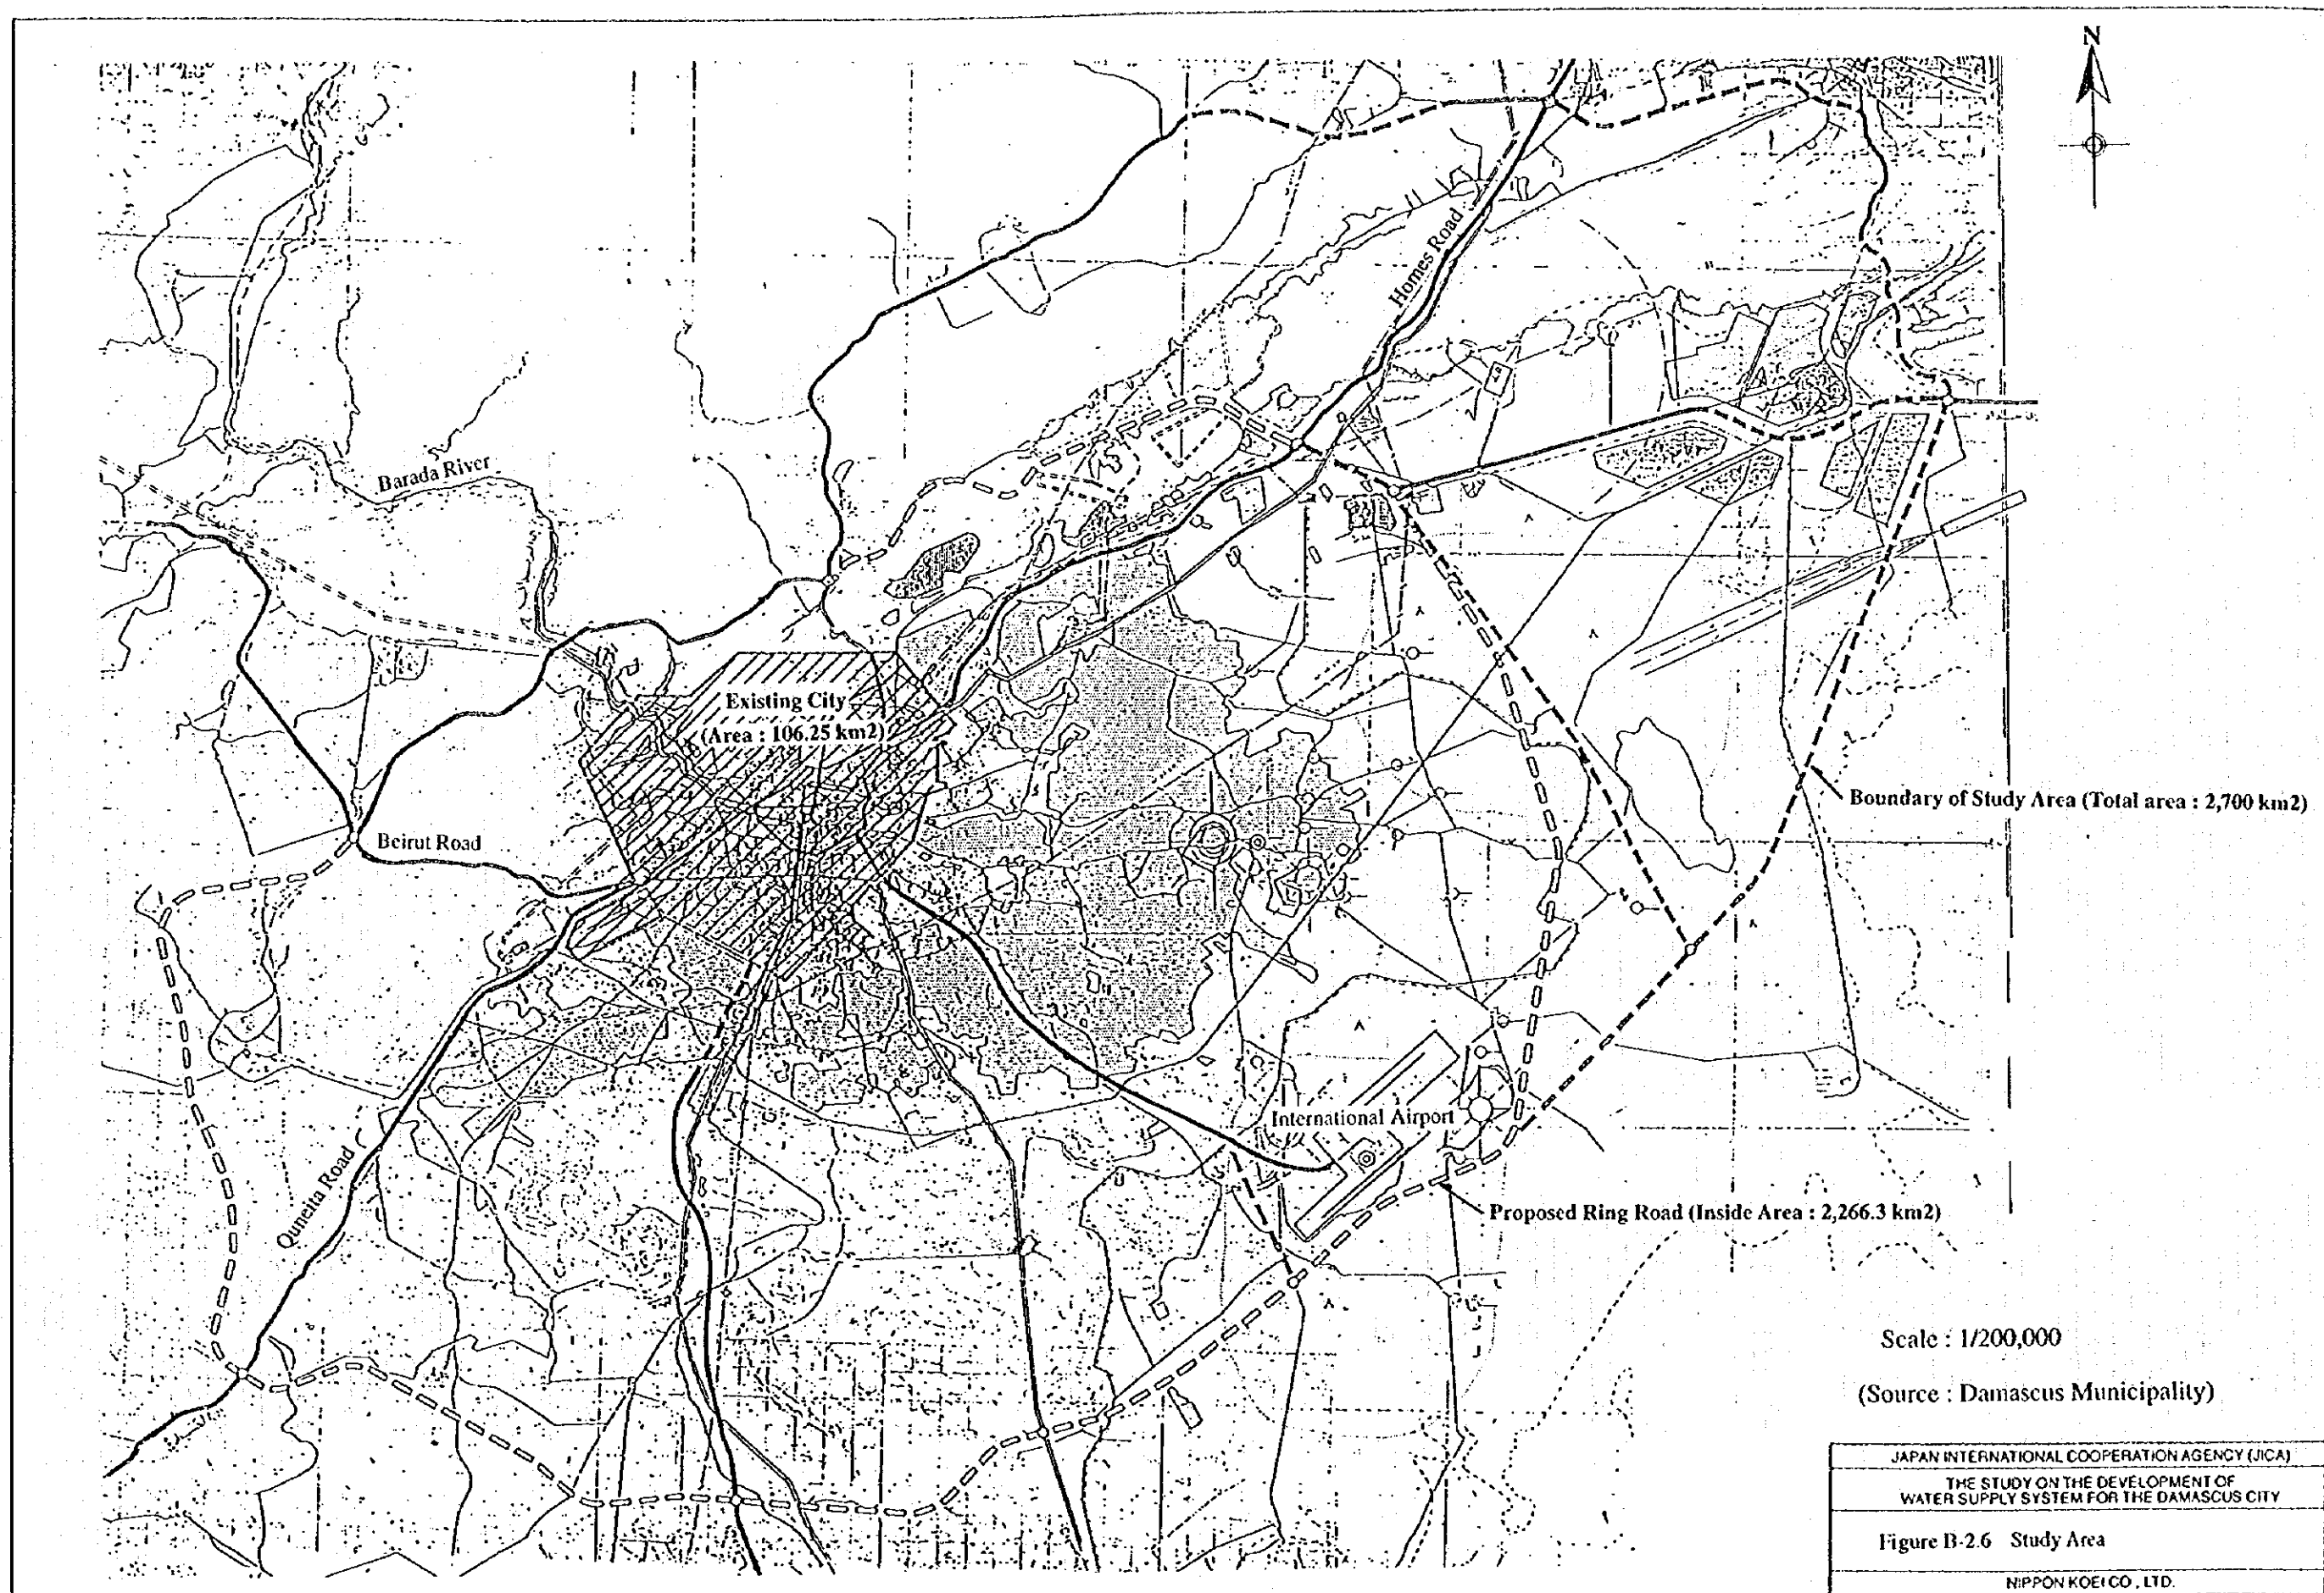 N
Homes Road
Barada River
Existing City
(Area : 106.25 km2)
Boundary of Study Area (Total area : 2,700 km2)
Beirut Road
International Airport
Quneita Road
Proposed Ring Road (Inside Area : 2,266.3 km2)
Scale : 1/200,000
(Source : Damascus Municipality)
JAPAN INTERNATIONAL COOPERATION AGENCY (JICA)
THE STUDY ON THE DEVELOPMENT OF
WATER SUPPLY SYSTEM FOR THE DAMASCUS CITY
Figure B-2.6 Study Area
NIPPON KOEI CO., LTD.